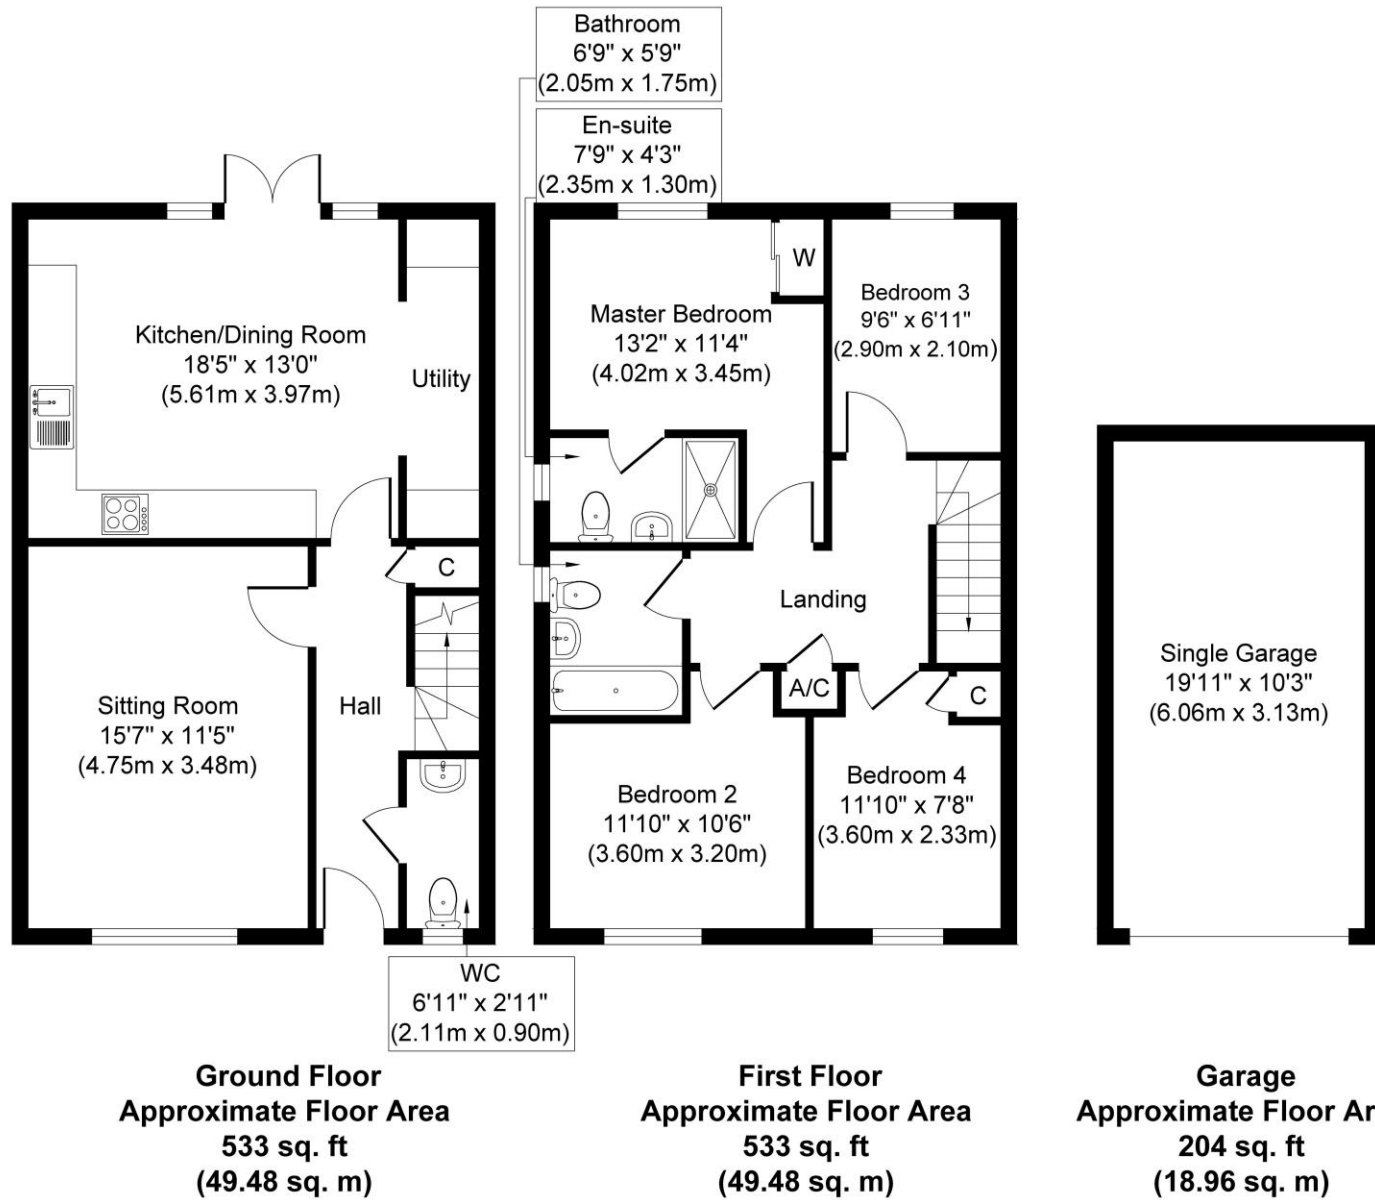 Bathroom
6'9" x 5'9"
(2.05m x 1.75m)
En-suite
7'9" x 4'3"
(2.35m x 1.30m)
Kitchen/Dining Room
18'5" x 13'0"
(5.61m x 3.97m)
Utility
C
Sitting Room
15'7" x 11'5"
(4.75m x 3.48m)
Hall
WC
6'11" x 2'11"
(2.11m x 0.90m)
Ground Floor
Approximate Floor Area
533 sq. ft
(49.48 sq. m)
W
Master Bedroom
13'2" x 11'4"
(4.02m x 3.45m)
Bedroom 3
9'6" x 6'11"
(2.90m x 2.10m)
Landing
A/C
C
Bedroom 2
11'10" x 10'6"
(3.60m x 3.20m)
Bedroom 4
11'10" x 7'8"
(3.60m x 2.33m)
First Floor
Approximate Floor Area
533 sq. ft
(49.48 sq. m)
Single Garage
19'11" x 10'3"
(6.06m x 3.13m)
Garage
Approximate Floor Ar
204 sq. ft
(18.96 sq. m)